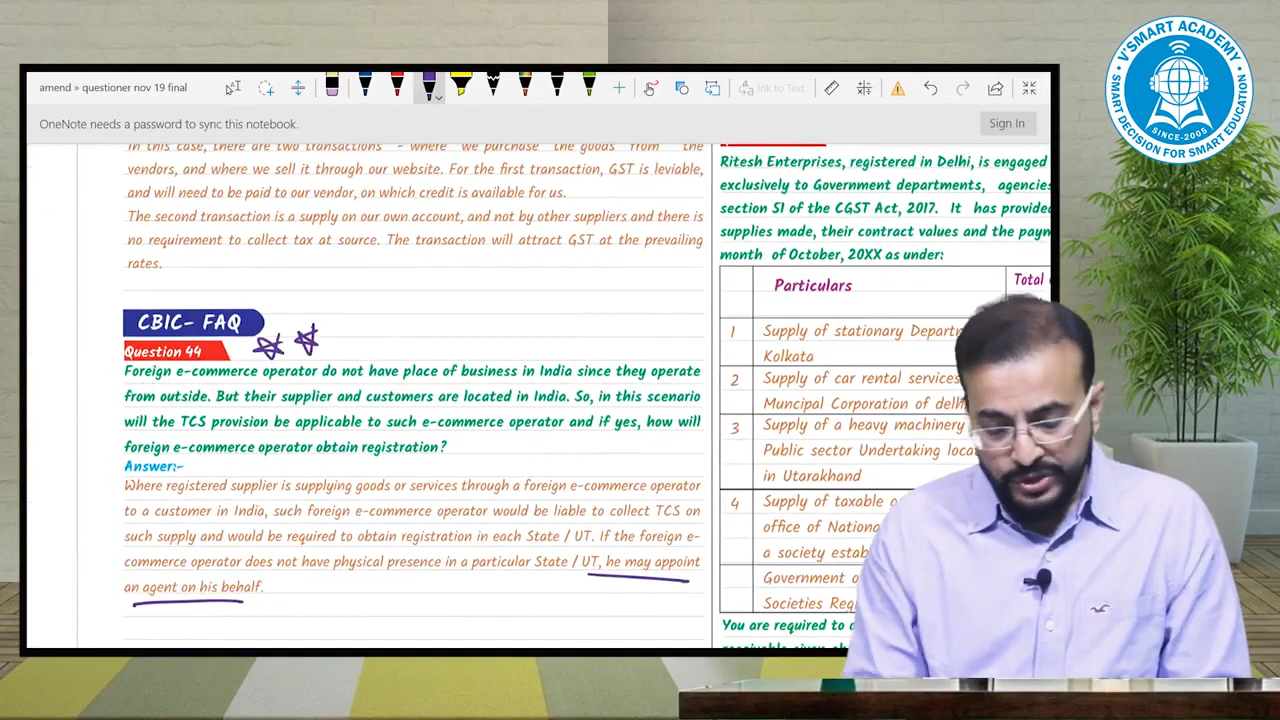 amend » questioner nov 19 final
Ink to Text
OneNote needs a password to sync this notebook.
Sign In
In this case, there are two transactions - where we purchase the goods from the
vendors, and where we sell it through our website. For the first transaction, GST is leviable,
and will need to be paid to our vendor, on which credit is available for us.
The second transaction is a supply on our own account, and not by other suppliers and there is
no requirement to collect tax at source. The transaction will attract GST at the prevailing
rates.
CBIC- FAQ
Question 44
Foreign e-commerce operator do not have place of business in India since they operate
from outside. But their supplier and customers are located in India. So, in this scenario
will the TCS provision be applicable to such e-commerce operator and if yes, how will
foreign e-commerce operator obtain registration?
Answer:-
Where registered supplier is supplying goods or services through a foreign e-commerce operator
to a customer in India, such foreign e-commerce operator would be liable to collect TCS on
such supply and would be required to obtain registration in each State / UT. If the foreign e-
commerce operator does not have physical presence in a particular State / UT, he may appoint
an agent on his behalf.
Ritesh Enterprises, registered in Delhi, is engaged
exclusively to Government departments, agencies
section 51 of the CGST Act, 2017. It has provided
supplies made, their contract values and the
month of October, 20XX as under:
Particulars
Total
1 Supply of stationary
Kolkata
2 Supply of car rental services
Muncipal Corporation of
3 Supply of a heavy machinery
Public sector Undertaking
in Utarakhand
4 Supply of taxable
office of
a society
Government
Societies
You are required to
V'SMART ACADEMY
SINCE-2005
SMART DECISION FOR SMART EDUCATION